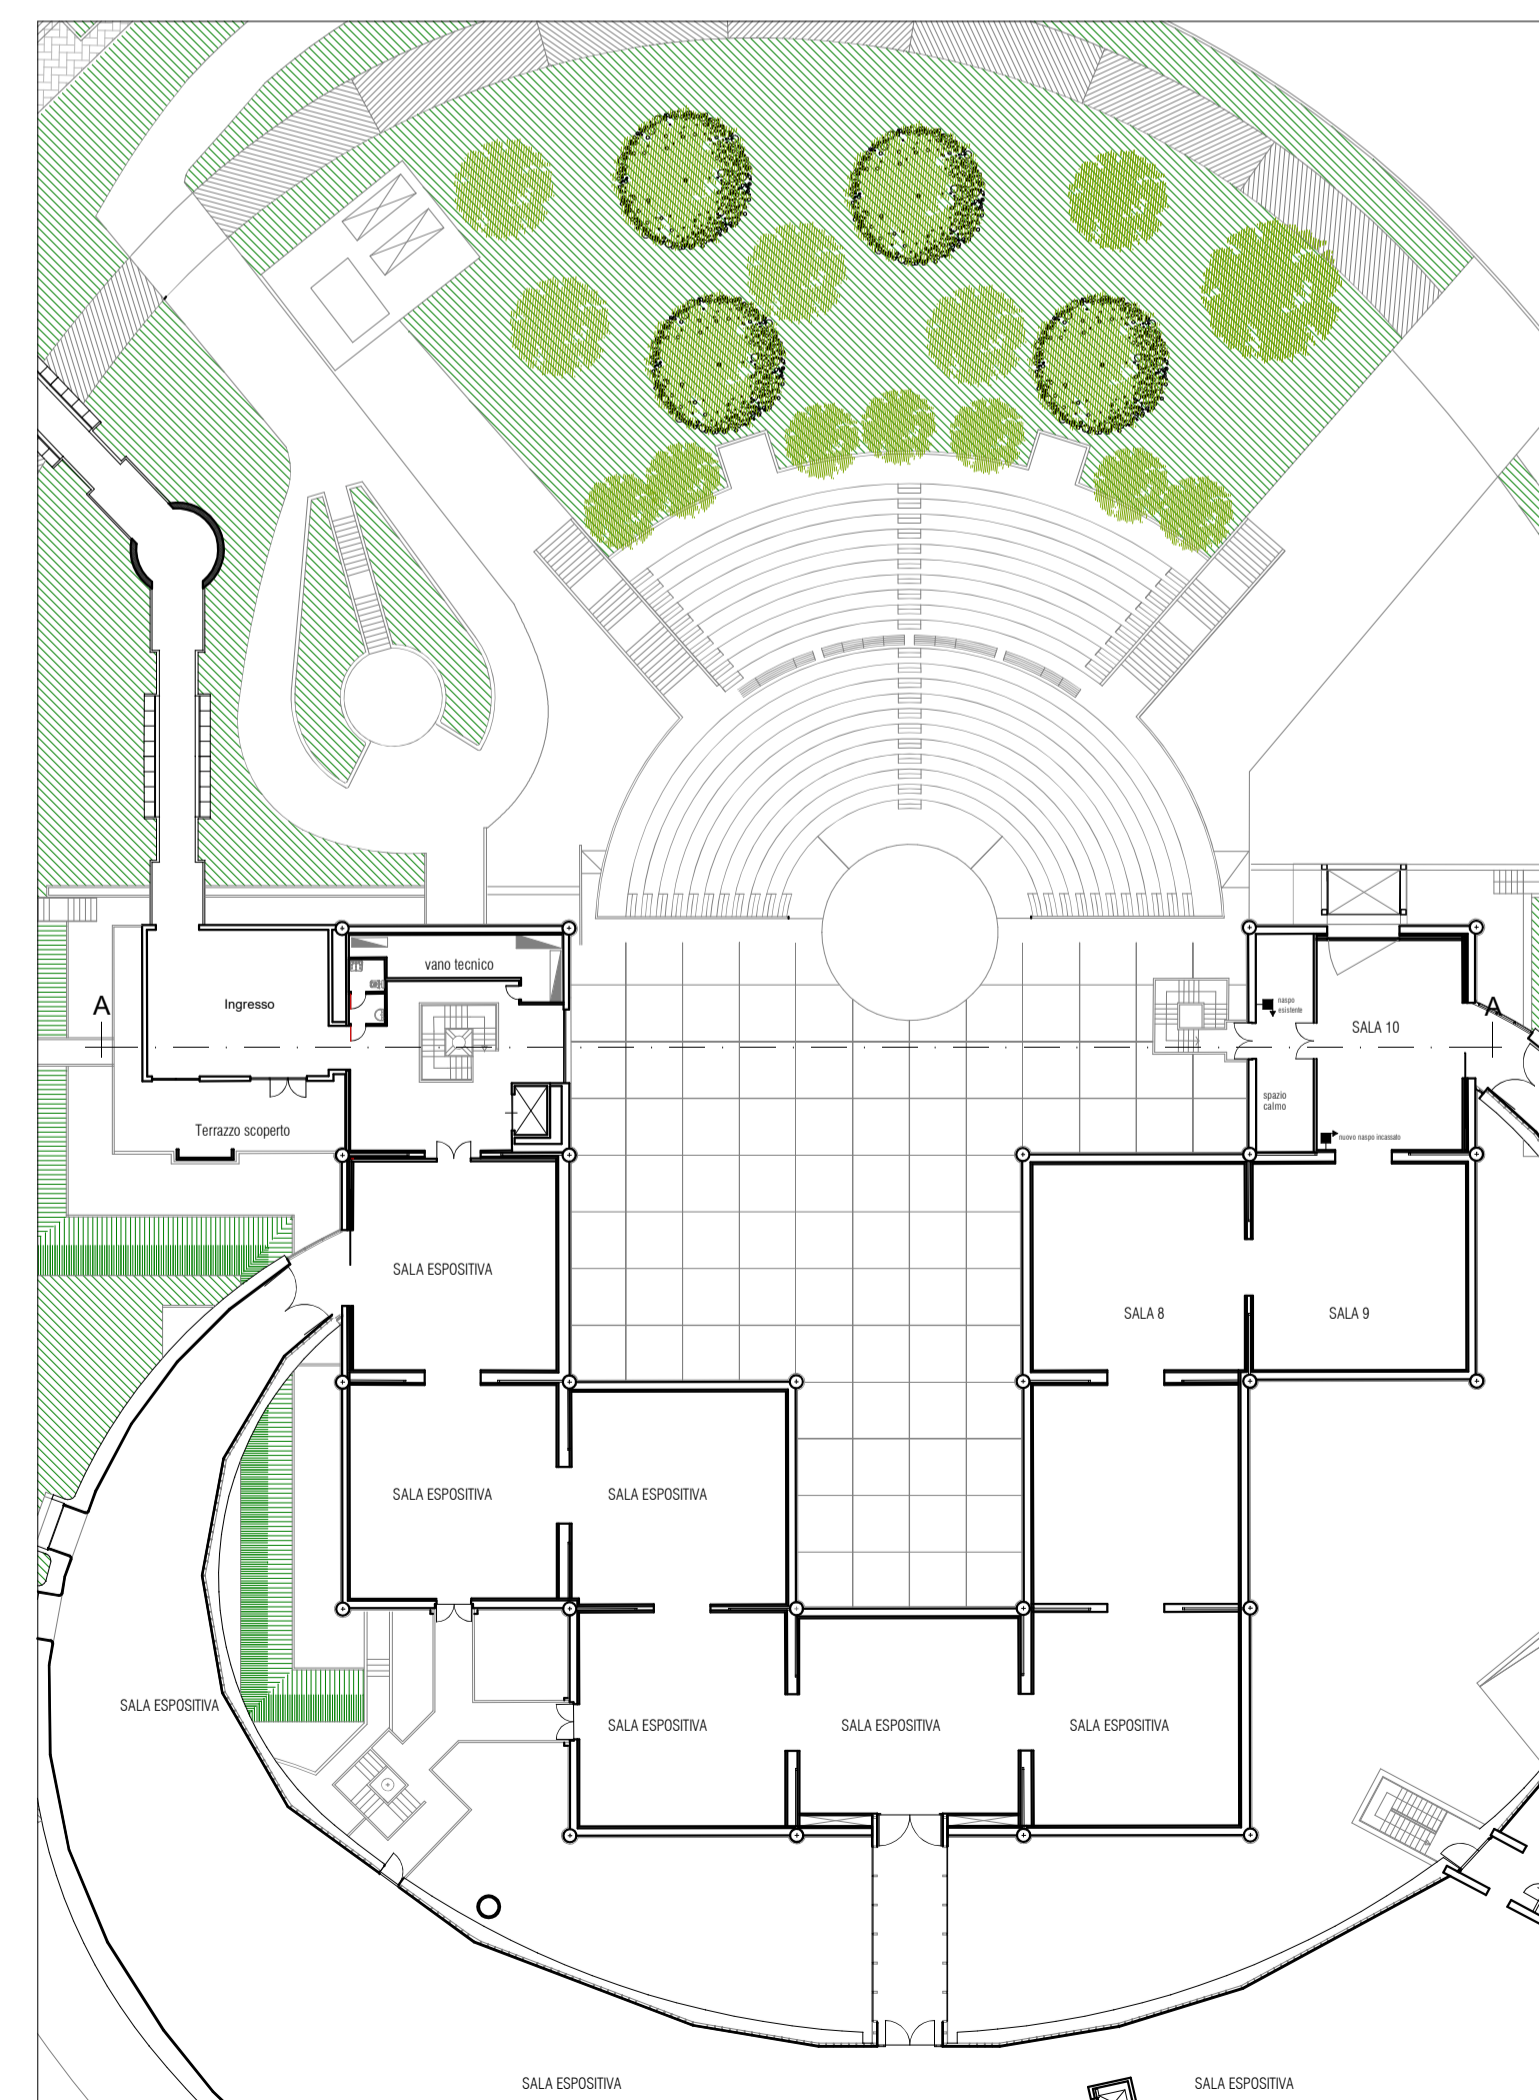 vano tecnico
Ingresso
A
naspo
esistente
A
SALA 10
spazio
calmo
Terrazzo scoperto
nuovo naspo incassato
SALA ESPOSITIVA
SALA 8
SALA 9
SALA ESPOSITIVA
SALA ESPOSITIVA
SALA ESPOSITIVA
SALA ESPOSITIVA
SALA ESPOSITIVA
SALA ESPOSITIVA
SALA ESPOSITIVA
SALA ESPOSITIVA